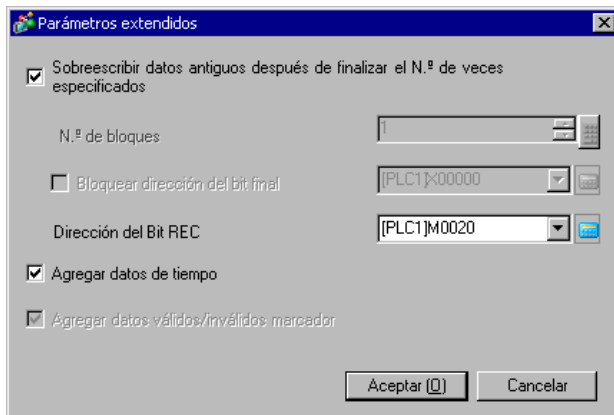 Parámetros extendidos
Sobreescribir datos antiguos después de finalizar el N.º de veces
especificados
N.º de bloques
1
Bloquear dirección del bit final
[PLC1]X00000
Dirección del Bit REC
[PLC1]M0020
Agregar datos de tiempo
Agregar datos válidos/inválidos marcador
Aceptar (O)
Cancelar